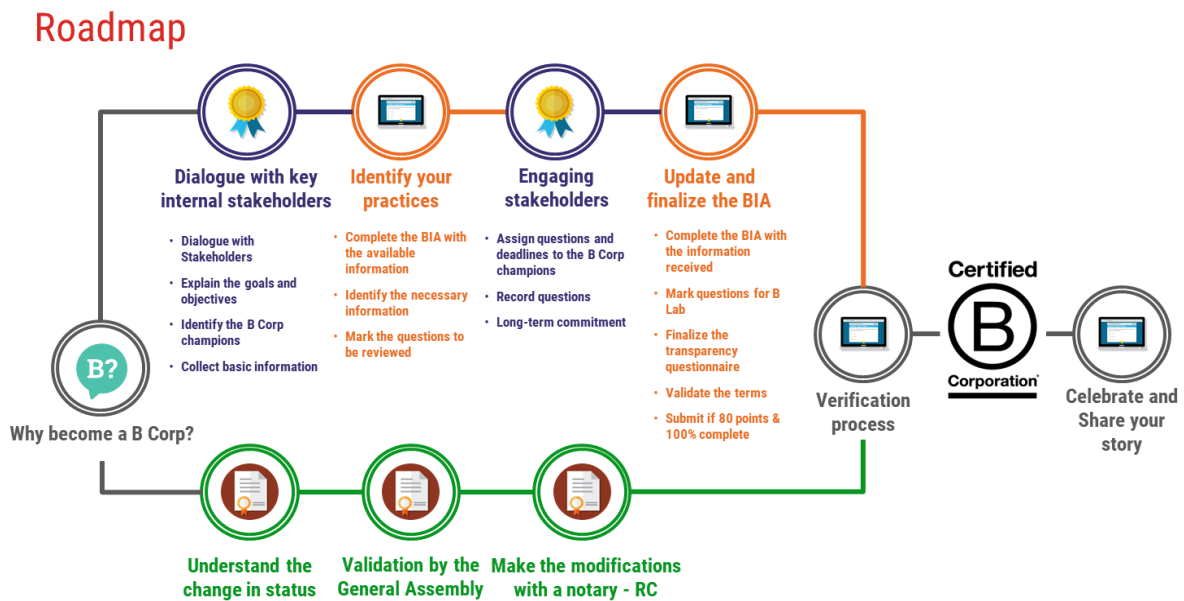 Roadmap
Dialogue with key
internal stakeholders
• Dialogue with
Stakeholders
• Explain the goals and
objectives
• Identify the B Corp
champions
• Collect basic information
Identify your
practices
• Complete the BIA with
the available
information
• Identify the necessary
information
• Mark the questions to
be reviewed
Engaging
stakeholders
• Assign questions and
deadlines to the B Corp
champions
• Record questions
• Long-term commitment
Update and
finalize the BIA
• Complete the BIA with
the information
received
• Mark questions for B
Lab
• Finalize the
transparency
questionnaire
• Validate the terms
• Submit if 80 points &
100% complete
B?
Why become a B Corp?
Verification
process
Certified
B
Corporation
Celebrate and
Share your
story
Understand the
change in status
Validation by the
General Assembly
Make the modifications
with a notary - RC